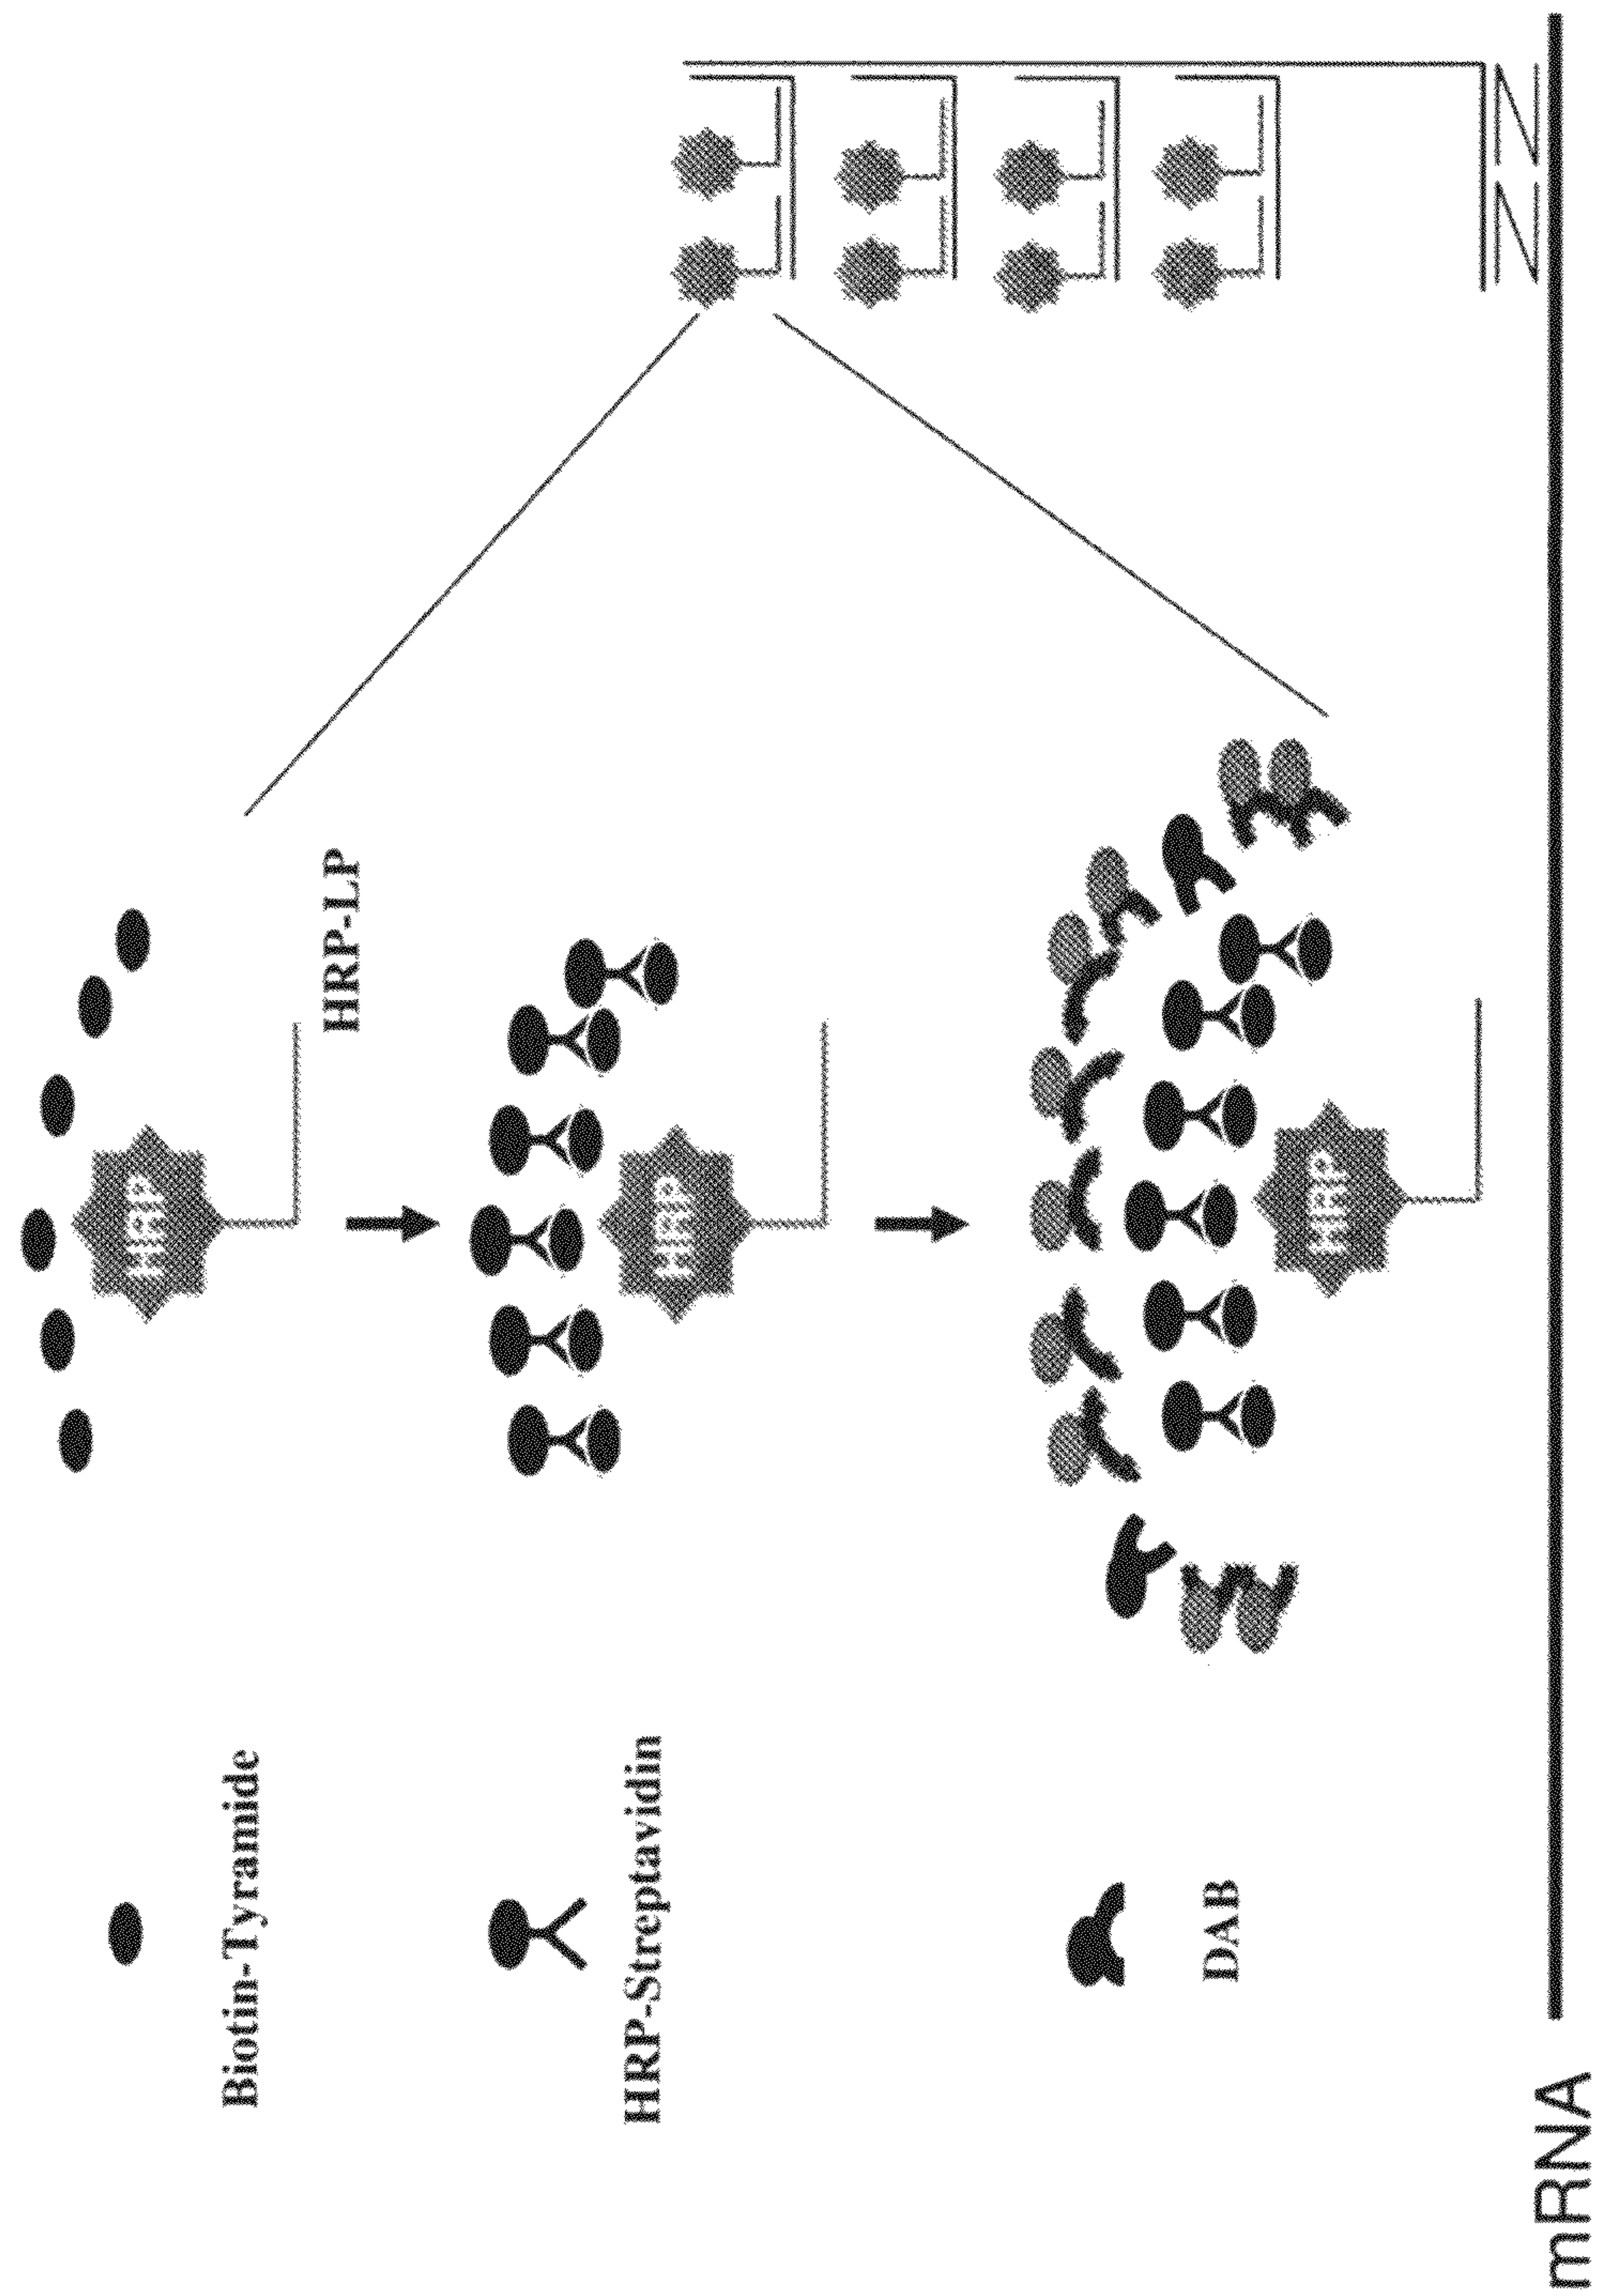 Biotin-Tyramide
HRP
HRP-LP
HRP-Streptavidin
HRP
DAB
HRP
mRNA